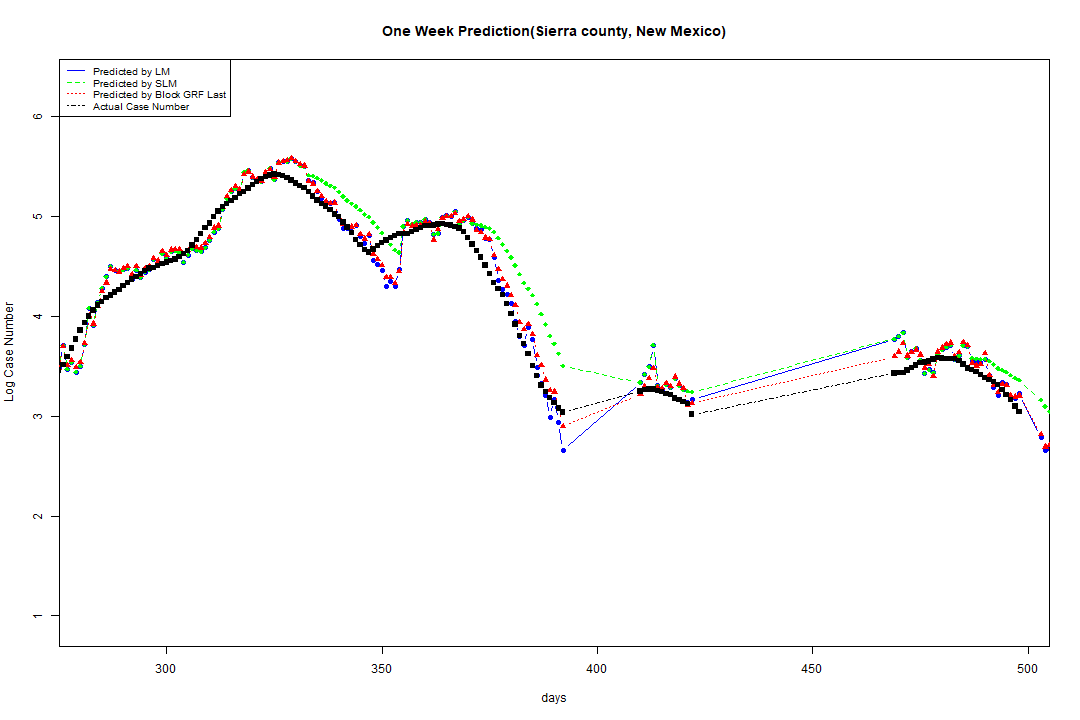 One Week Prediction(Sierra county, New Mexico)
Predicted by LM
Predicted by SLM
Predicted by Block GRF Last
Actual Case Number
6
5
4
3
2
1
Log Case Number
300 350 400 450 500
days